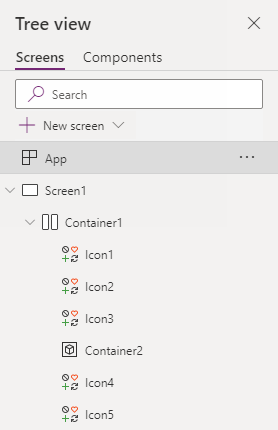 Tree view
Screens Components
Search
New screen
App
Screen1
Container1
Icon1
Icon2
Icon3
Container2
Icon4
Icon5